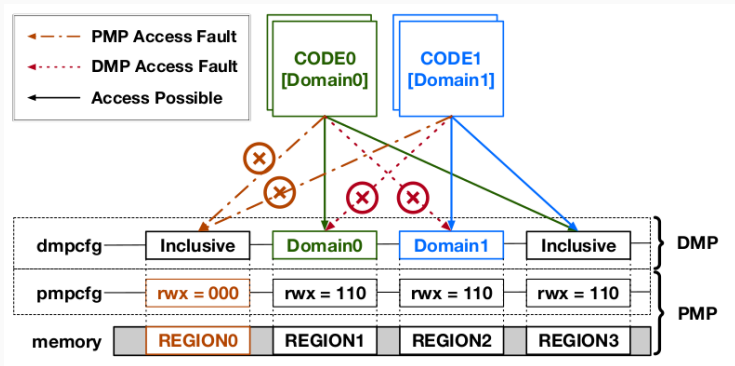 PMP Access Fault
DMP Access Fault
Access Possible
CODE0
[Domain0]
CODE1
[Domain1]
dmpcfg
Inclusive
Domain0
Domain1
Inclusive
DMP
pmpcfg
rwx = 000
rwx = 110
rwx = 110
rwx = 110
PMP
memory
REGION0
REGION1
REGION2
REGION3